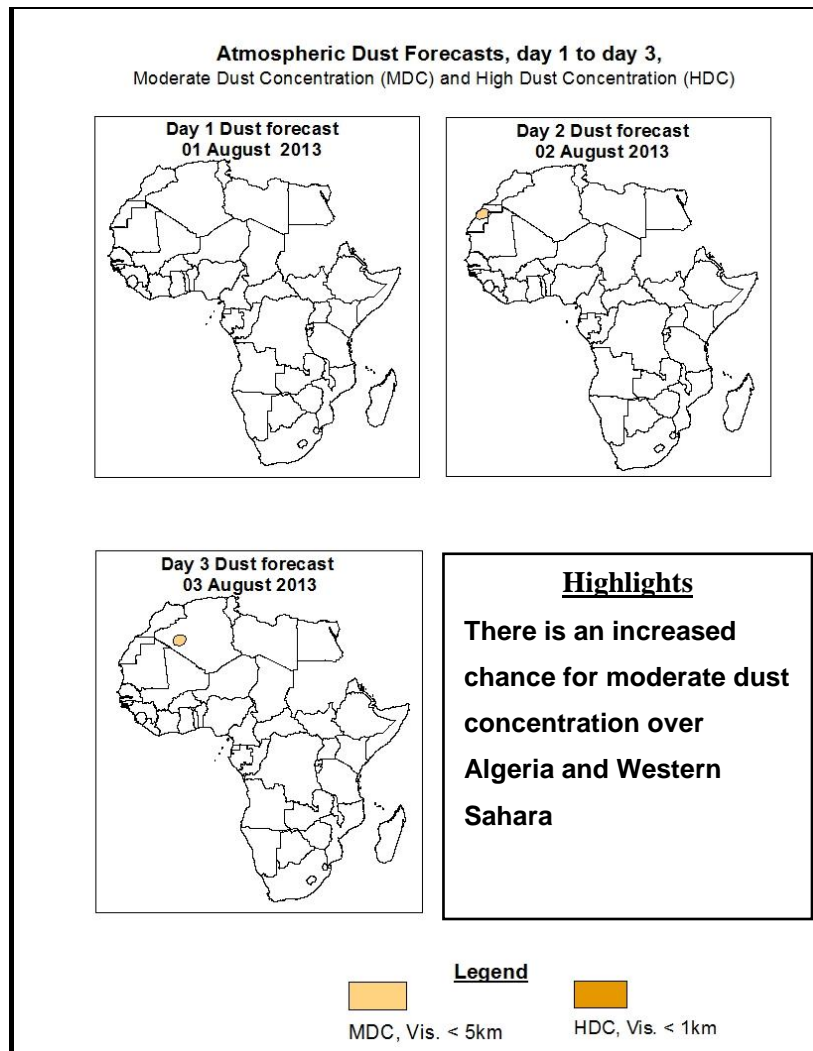 Atmospheric Dust Forecasts, day 1 to day 3,
Moderate Dust Concentration (MDC) and High Dust Concentration (HDC)
Day 1 Dust forecast
01 August 2013
Day 2 Dust forecast
02 August 2013
Day 3 Dust forecast
03 August 2013
Highlights
There is an increased
chance for moderate dust
concentration over
Algeria and Western
Sahara
Legend
MDC, Vis. < 5km
HDC, Vis. < 1km